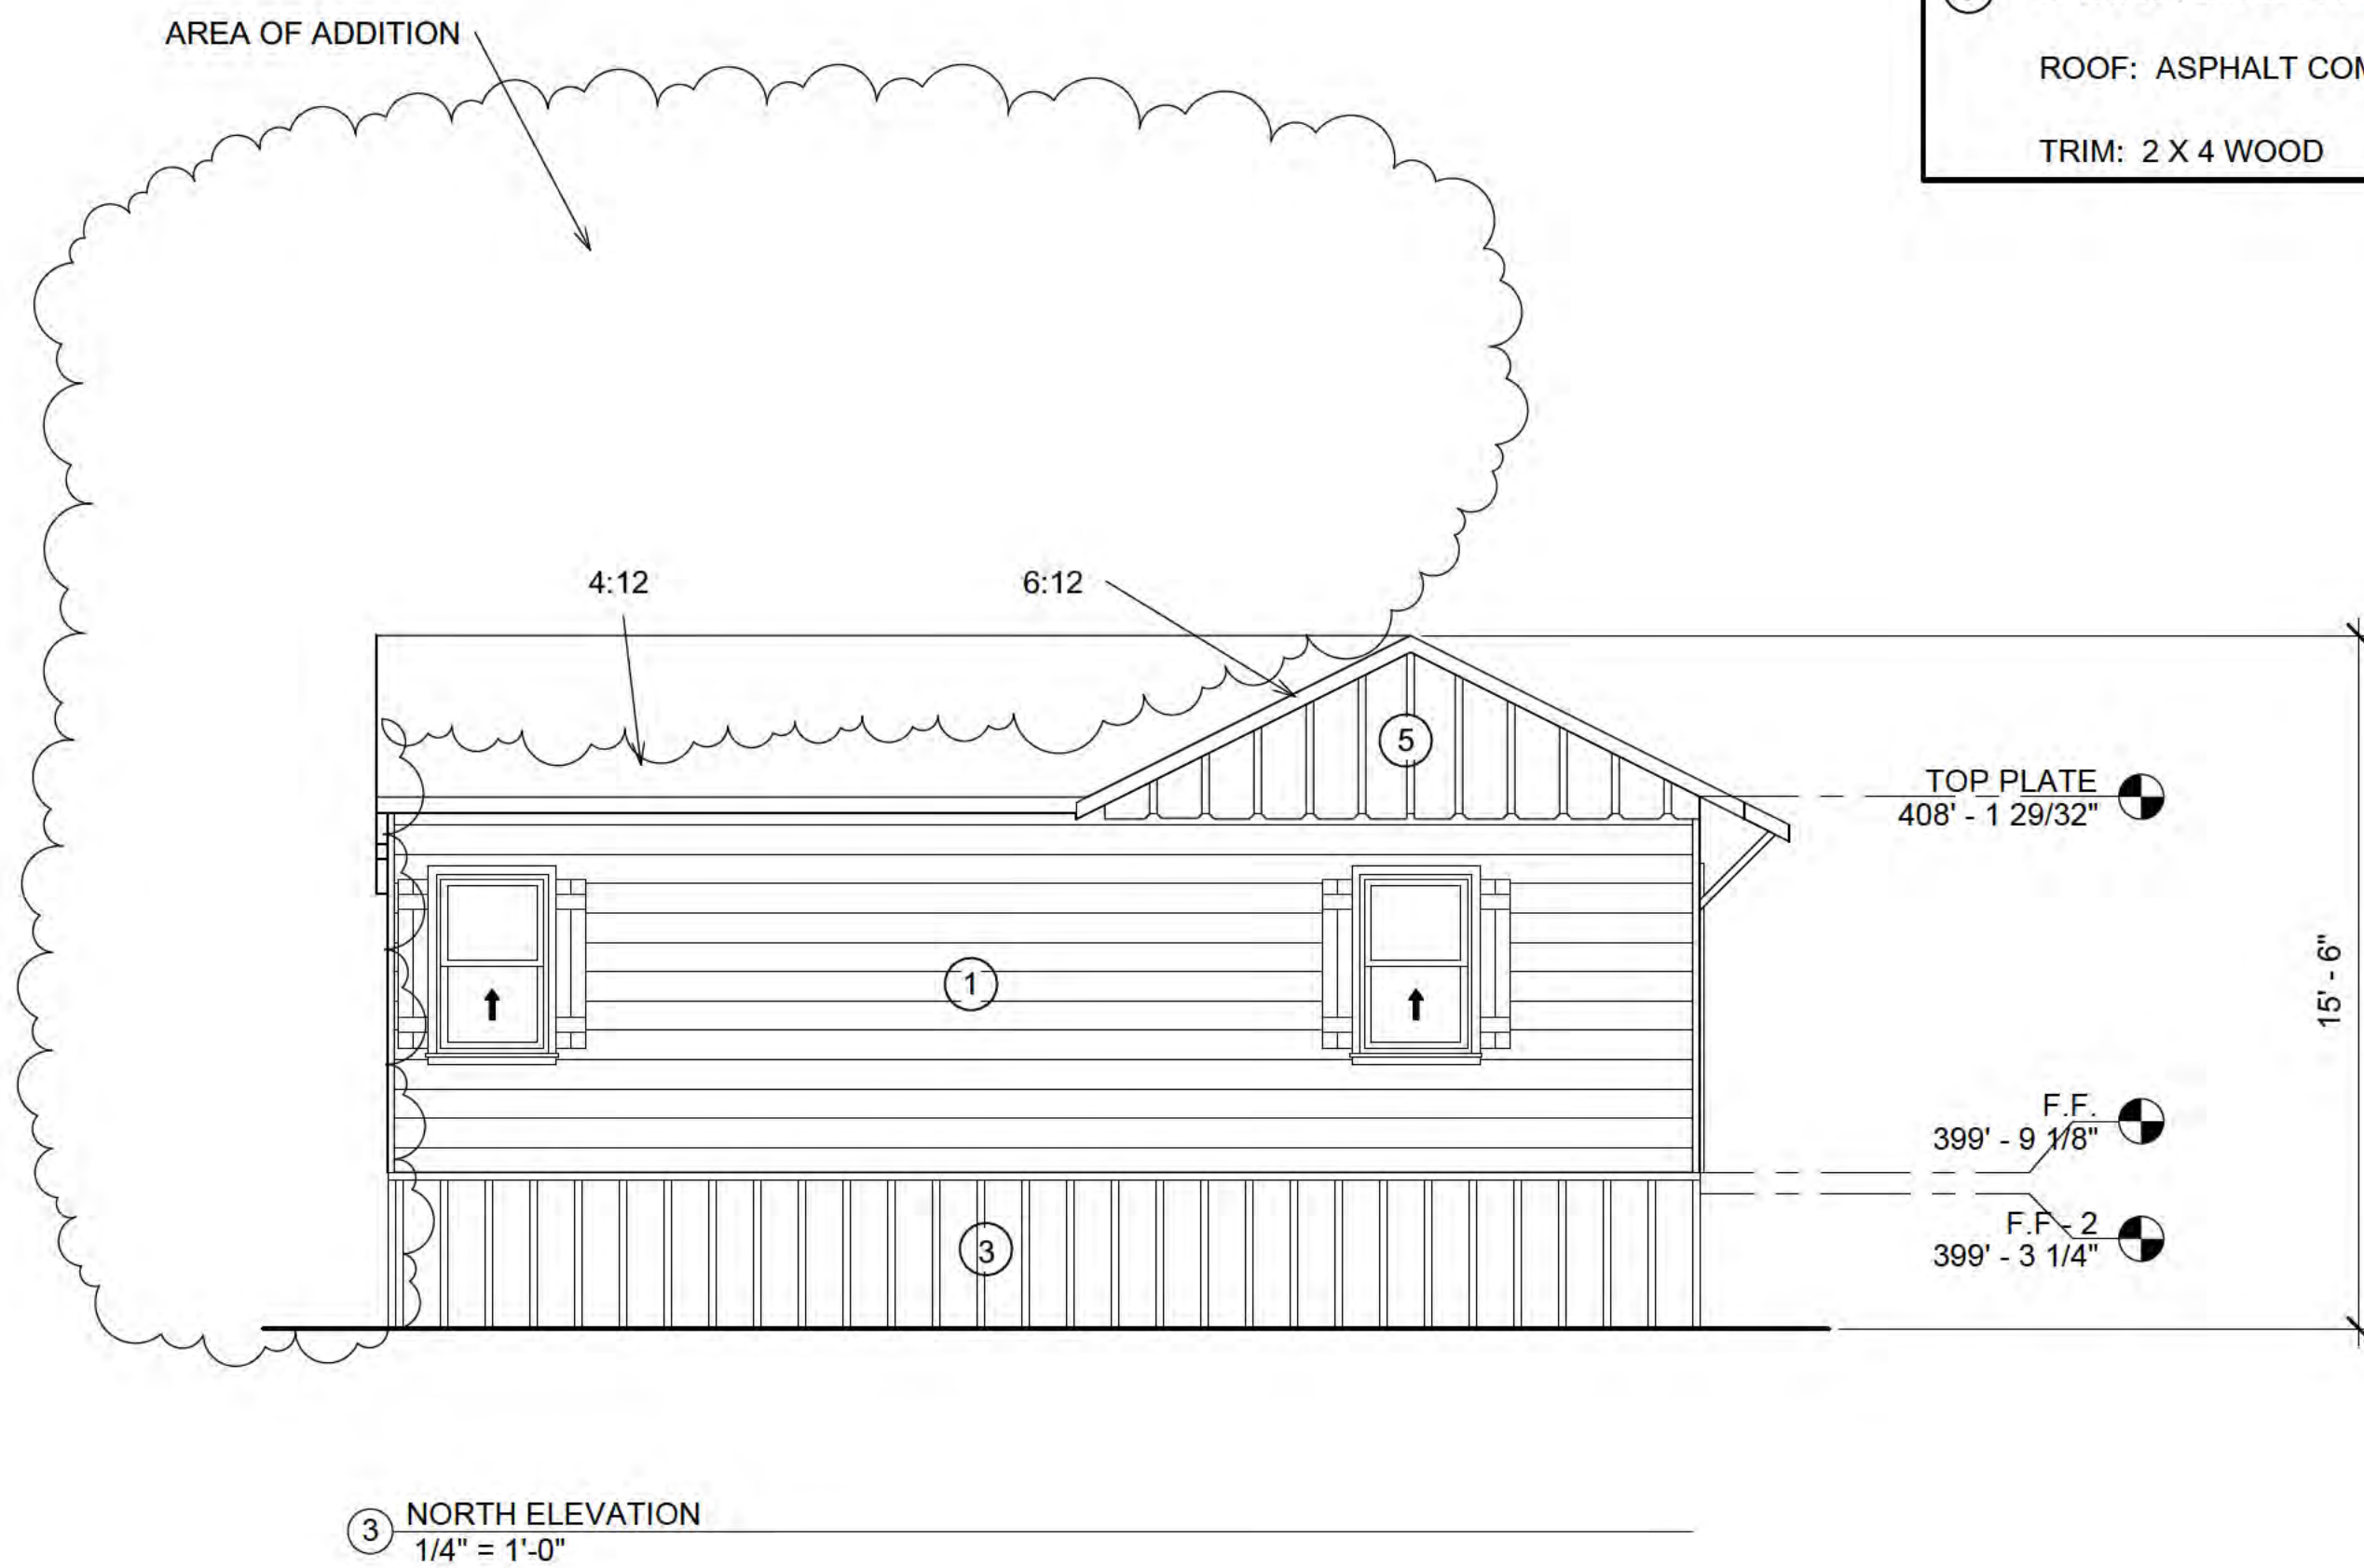 AREA OF ADDITION
ROOF: ASPHALT
TRIM: 2 X 4 WOOD
4:12
6:12
5
TOP PLATE
408' - 1 29/32"
1
15' - 6"
F.F.
399' - 9 1/8"
3
F.F - 2
399' - 3 1/4"
3
NORTH ELEVATION
1/4" = 1'-0"